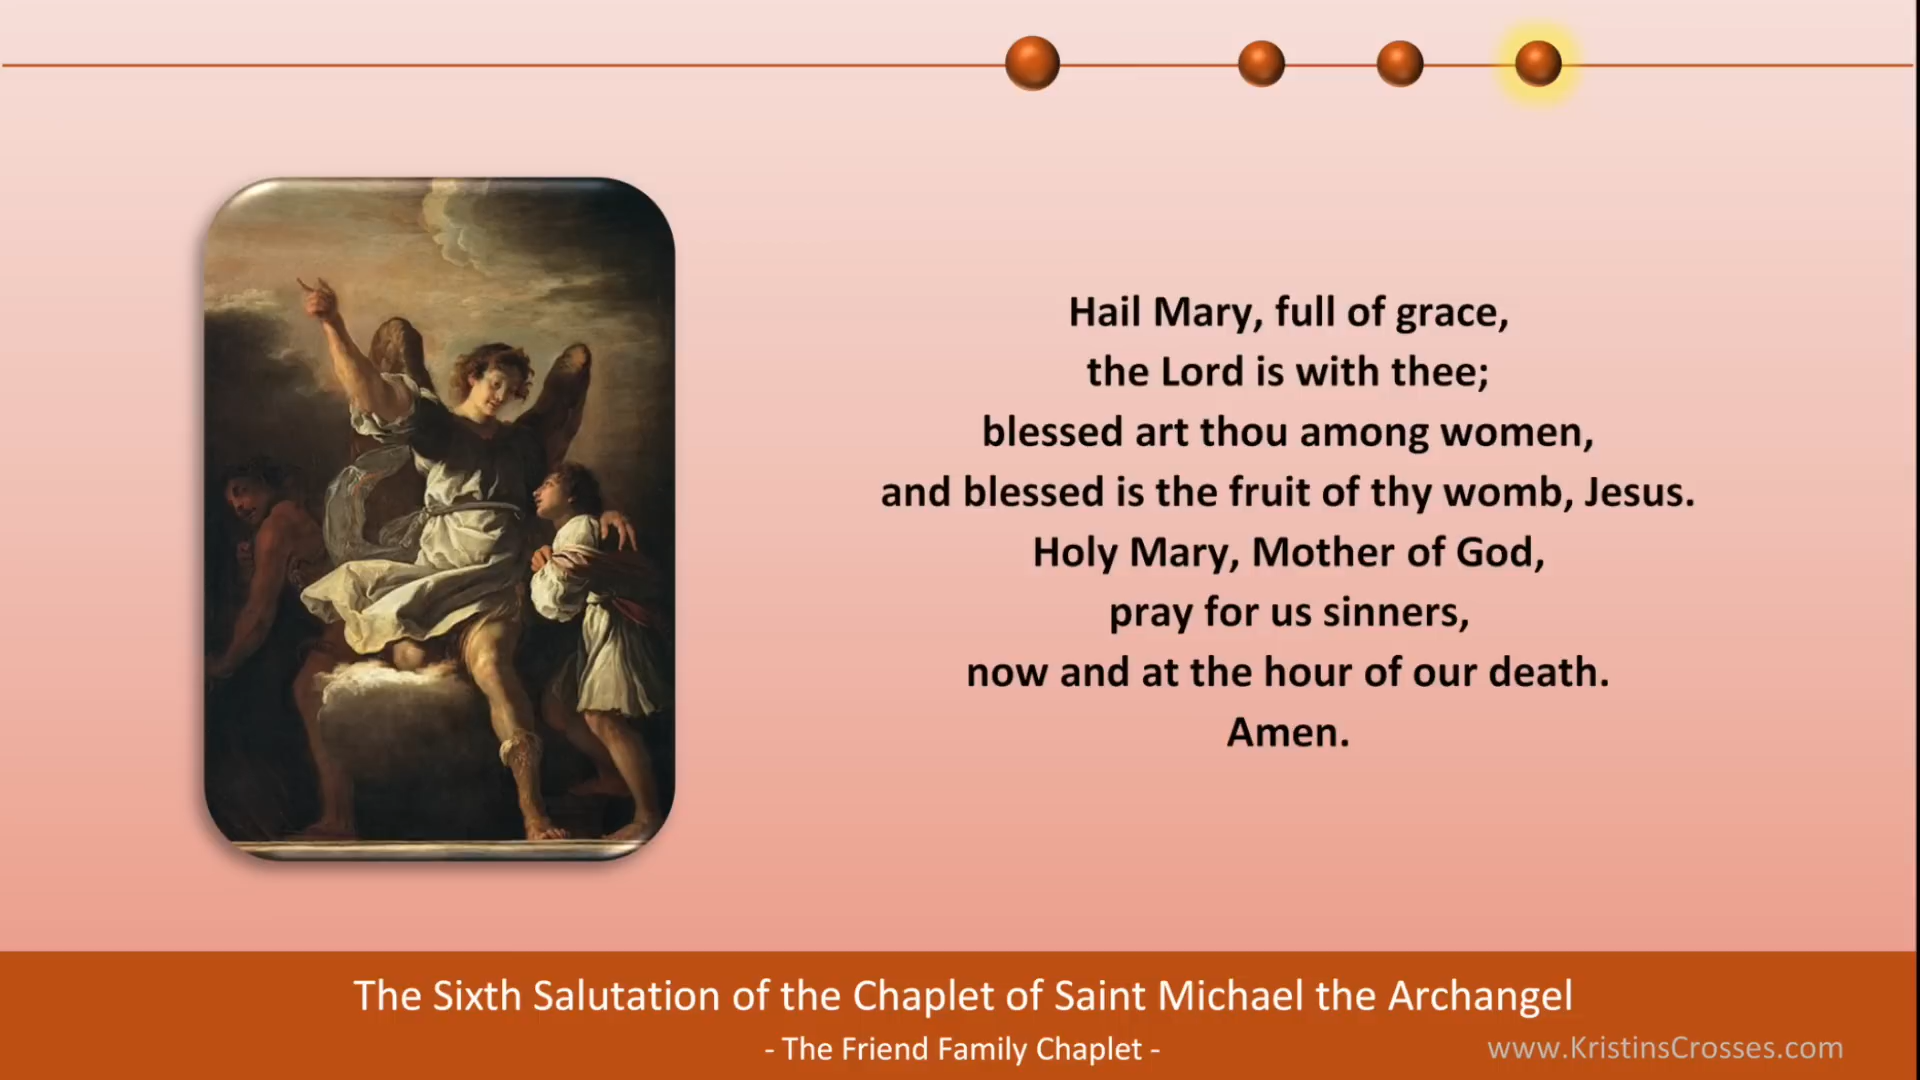 Hail Mary, full of grace,
the Lord is with thee;
blessed art thou among women,
and blessed is the fruit of thy womb, Jesus.
Holy Mary, Mother of God,
pray for us sinners,
now and at the hour of our death.
Amen.
The Sixth Salutation of the Chaplet of Saint Michael the Archangel
- The Friend Family Chaplet -
www.KristinsCrosses.com